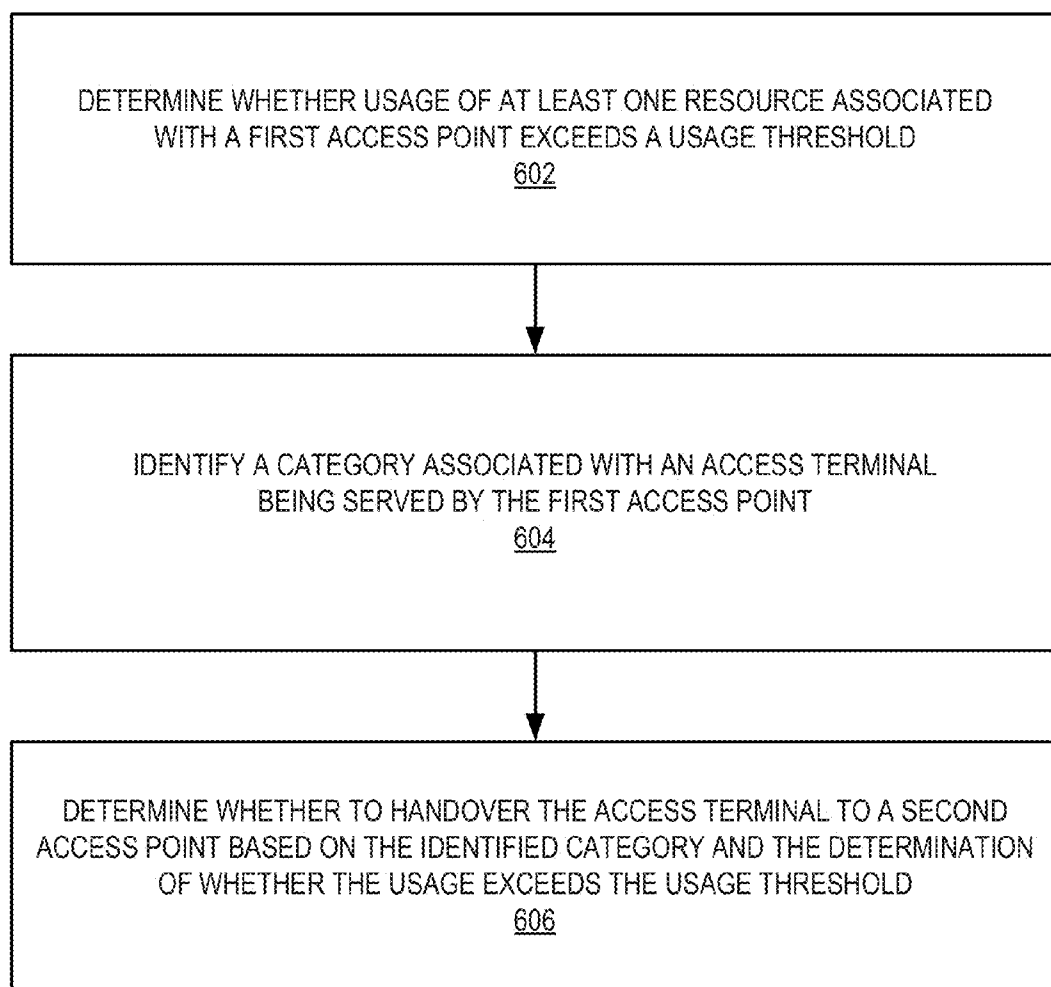 DETERMINE WHETHER USAGE OF AT LEAST ONE RESOURCE ASSOCIATED
WITH A FIRST ACCESS POINT EXCEEDS A USAGE THRESHOLD
602
IDENTIFY A CATEGORY ASSOCIATED WITH AN ACCESS TERMINAL
BEING SERVED BY THE FIRST ACCESS POINT
604
DETERMINE WHETHER TO HANDOVER THE ACCESS TERMINAL TO A SECOND
ACCESS POINT BASED ON THE IDENTIFIED CATEGORY AND THE DETERMINATION
OF WHETHER THE USAGE EXCEEDS THE USAGE THRESHOLD
606